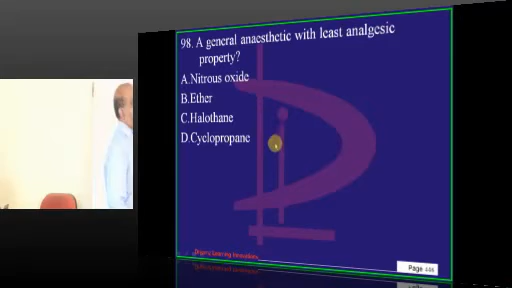 98. A general anaesthetic with least analgesic
property?
A.Nitrous oxide
B.Ether
C.Halothane
D.Cyclopropane
Page